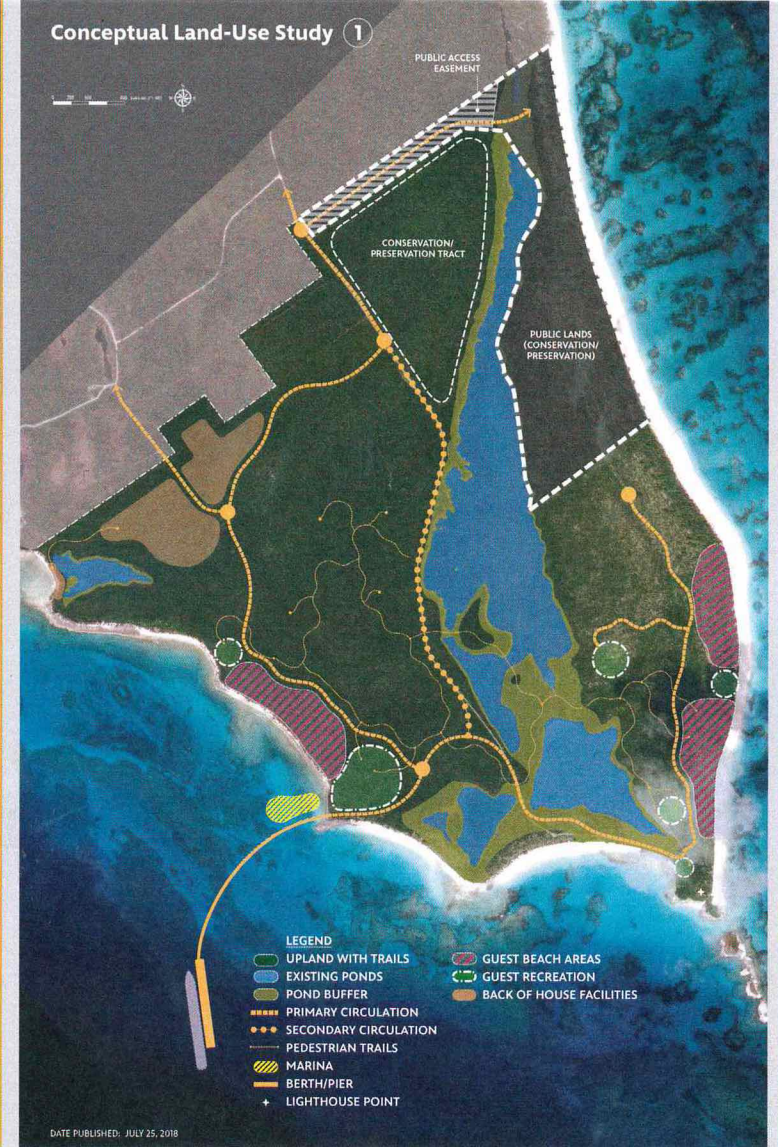 Conceptual Land-Use Study 1
PUBLIC ACCESS
EASEMENT
CONSERVATION/
PRESERVATION TRACT
PUBLIC LANDS
(CONSERVATION/
PRESERVATION)
LEGEND
UPLAND WITH TRAILS
EXISTING PONDS
POND BUFFER
PRIMARY CIRCULATION
SECONDARY CIRCULATION
PEDESTRIAN TRAILS
MARINA
BERTH/PIER
LIGHTHOUSE POINT
GUEST BEACH AREAS
GUEST RECREATION
BACK OF HOUSE FACILITIES
DATE PUBLISHED: JULY 25, 2018